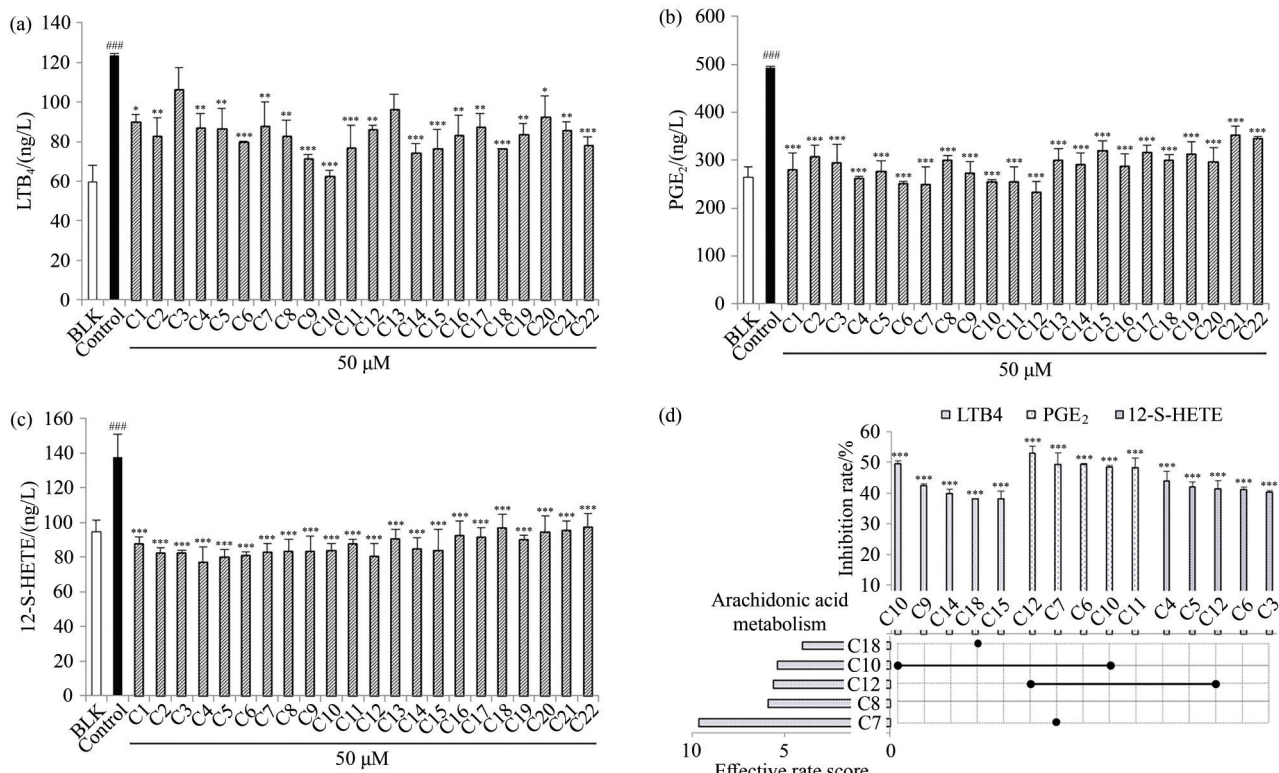 (a)
LTB₄/(ng/L)
140
120
100
80
60
40
20
0
###
* ** ** ** *** ** ** *** *** *** ** *** *** ** ** *** ** * ** ***
BLK Control C1 C2 C3 C4 C5 C6 C7 C8 C9 C10 C11 C12 C13 C14 C15 C16 C17 C18 C19 C20 C21 C22
50 μM
(b)
PGE₂/(ng/L)
600
500
400
300
200
100
0
###
*** *** *** *** *** *** *** *** *** *** *** *** *** *** *** *** *** *** *** *** *** ***
BLK Control C1 C2 C3 C4 C5 C6 C7 C8 C9 C10 C11 C12 C13 C14 C15 C16 C17 C18 C19 C20 C21 C22
50 μM
(c)
12-S-HETE/(ng/L)
160
140
120
100
80
60
40
20
0
###
*** *** *** *** *** *** *** *** *** *** *** *** *** *** *** *** *** *** *** *** *** ***
BLK Control C1 C2 C3 C4 C5 C6 C7 C8 C9 C10 C11 C12 C13 C14 C15 C16 C17 C18 C19 C20 C21 C22
50 μM
(d)
LTB4 PGE₂ 12-S-HETE
Inhibition rate/%
60
50
40
30
20
10
*** *** *** *** *** *** *** *** *** *** *** *** *** *** ***
C10 C9 C14 C18 C15 C12 C7 C6 C10 C11 C4 C5 C12 C6 C3
Arachidonic acid
metabolism
C18
C10
C12
C8
C7
10 5 0
Effective rate score